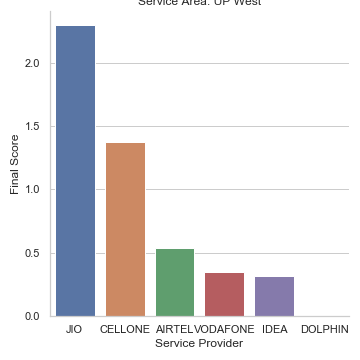 Service Area: UP West
2.0
1.5
1.0
0.5
0.0
Final Score
JIO CELLONE AIRTEL VODAFONE IDEA DOLPHIN
Service Provider